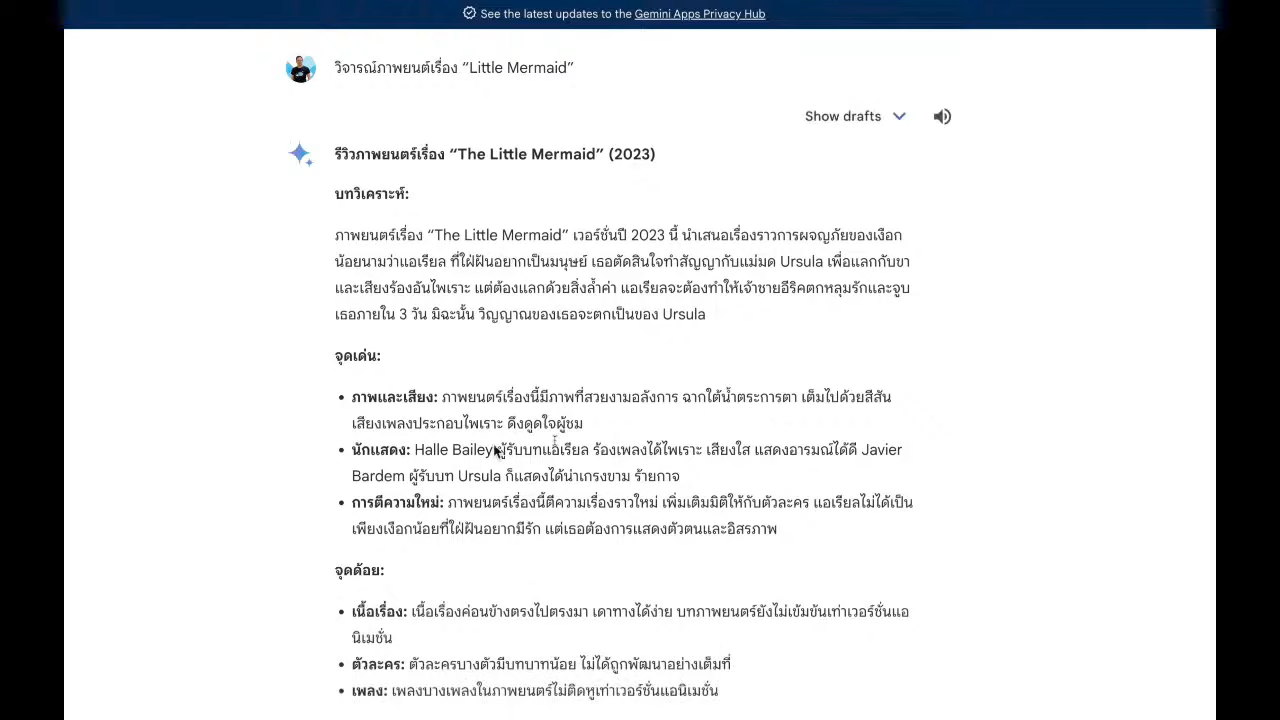 See the latest updates to the Gemini Apps Privacy Hub
วิจารณ์ภาพยนต์เรื่อง “Little Mermaid”
Show drafts
รีวิวภาพยนตร์เรื่อง “The Little Mermaid” (2023)
บทวิเคราะห์:
ภาพยนตร์เรื่อง “The Little Mermaid” เวอร์ชั่นปี 2023 นี้ นำเสนอเรื่องราวการผจญภัยของเงือก
น้อยนามว่าแอเรียล ที่ใฝ่ฝันอยากเป็นมนุษย์ เธอตัดสินใจทำสัญญากับแม่มด Ursula เพื่อแลกกับขา
และเสียงร้องอันไพเราะ แต่ต้องแลกด้วยสิ่งล้ำค่า แอเรียลจะต้องทำให้เจ้าชายอีริคตกหลุมรักและจูบ
เธอภายใน 3 วัน มิฉะนั้น วิญญาณของเธอจะตกเป็นของ Ursula
จุดเด่น:
• ภาพและเสียง: ภาพยนตร์เรื่องนี้มีภาพที่สวยงามอลังการ ฉากใต้น้ำตระการตา เต็มไปด้วยสีสัน
เสียงเพลงประกอบไพเราะ ดึงดูดใจผู้ชม
• นักแสดง: Halle Bailey ผู้รับบทแอเรียล ร้องเพลงได้ไพเราะ เสียงใส แสดงอารมณ์ได้ดี Javier
Bardem ผู้รับบท Ursula ก็แสดงได้น่าเกรงขาม ร้ายกาจ
• การตีความใหม่: ภาพยนตร์เรื่องนี้ตีความเรื่องราวใหม่ เพิ่มเติมมิติให้กับตัวละคร แอเรียลไม่ได้เป็น
เพียงเงือกน้อยที่ใฝ่ฝันอยากมีรัก แต่เธอต้องการแสดงตัวตนและอิสรภาพ
จุดด้อย:
• เนื้อเรื่อง: เนื้อเรื่องค่อนข้างตรงไปตรงมา เดาทางได้ง่าย บทภาพยนตร์ยังไม่เข้มข้นเท่าเวอร์ชั่นแอ
นิเมชั่น
• ตัวละคร: ตัวละครบางตัวมีบทบาทน้อย ไม่ได้ถูกพัฒนาอย่างเต็มที่
• เพลง: เพลงบางเพลงในภาพยนตร์ไม่ติดหูเท่าเวอร์ชั่นแอนิเมชั่น